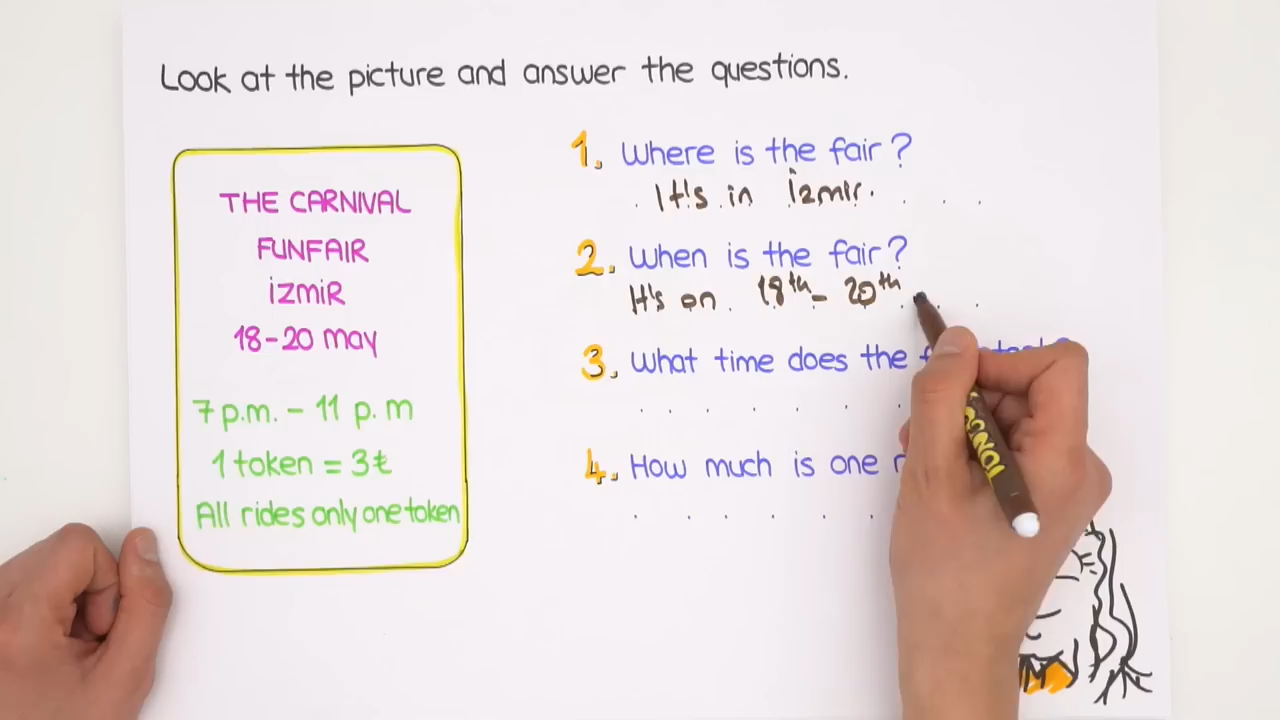 Look at the picture and answer the questions.
THE CARNIVAL
FUNFAIR
İZMİR
18-20 may
7 p.m. - 11 p.m
1 token = 3₺
All rides only one token
1. Where is the fair?
It's in İzmir.
2. When is the fair?
It's on 18th - 20th
3. What time does the
4. How much is one